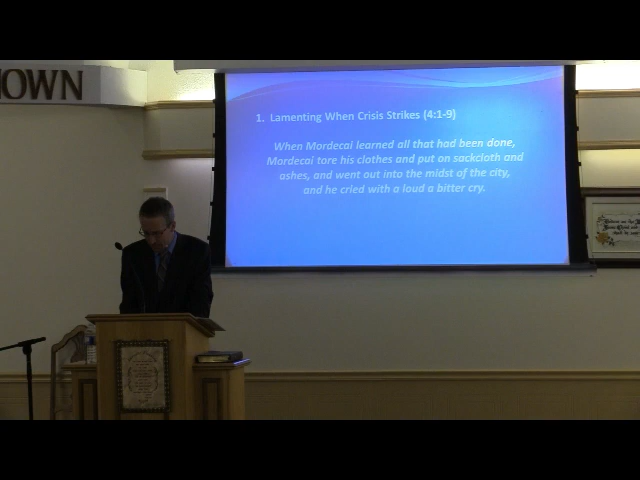 NOWN
1. Lamenting When Crisis Strikes (4:1-9)
When Mordecai learned all that had been done,
Mordecai tore his clothes and put on sackcloth and
ashes, and went out into the midst of the city,
and he cried with a loud a bitter cry.